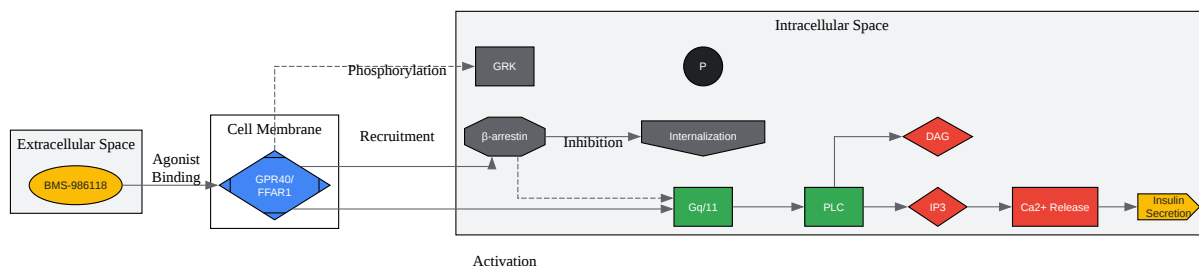 Intracellular Space
GRK
P
Phosphorylation
Extracellular Space
BMS-986118
Agonist
Binding
Cell Membrane
GPR40/
FFAR1
Recruitment
β-arrestin
Inhibition
Internalization
DAG
Gq/11
PLC
IP3
Ca2+ Release
Insulin
Secretion
Activation